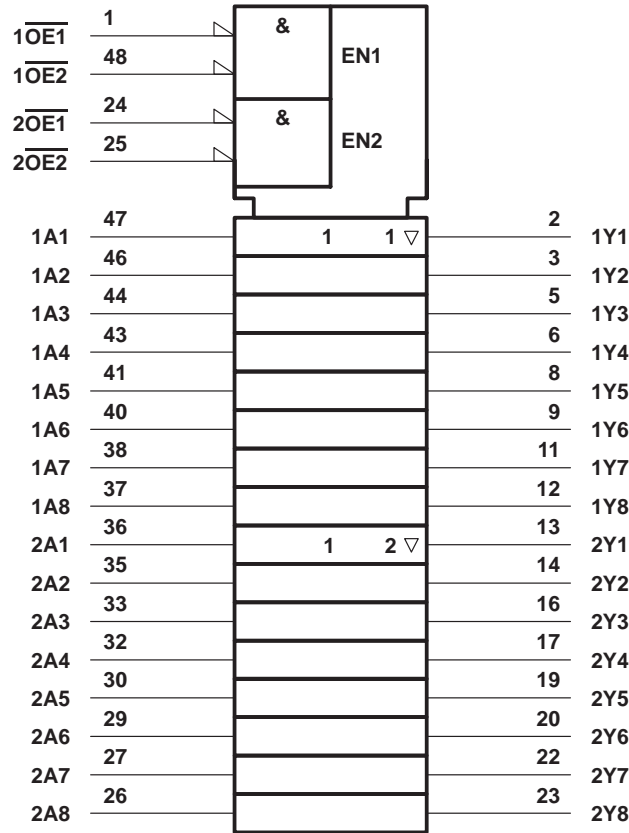 1OE1 1 &
1OE2 48 EN1
2OE1 24 &
2OE2 25 EN2
1A1 47 1 1 ▽ 2 1Y1
1A2 46 3 1Y2
1A3 44 5 1Y3
1A4 43 6 1Y4
1A5 41 8 1Y5
1A6 40 9 1Y6
1A7 38 11 1Y7
1A8 37 12 1Y8
2A1 36 1 2 ▽ 13 2Y1
2A2 35 14 2Y2
2A3 33 16 2Y3
2A4 32 17 2Y4
2A5 30 19 2Y5
2A6 29 20 2Y6
2A7 27 22 2Y7
2A8 26 23 2Y8